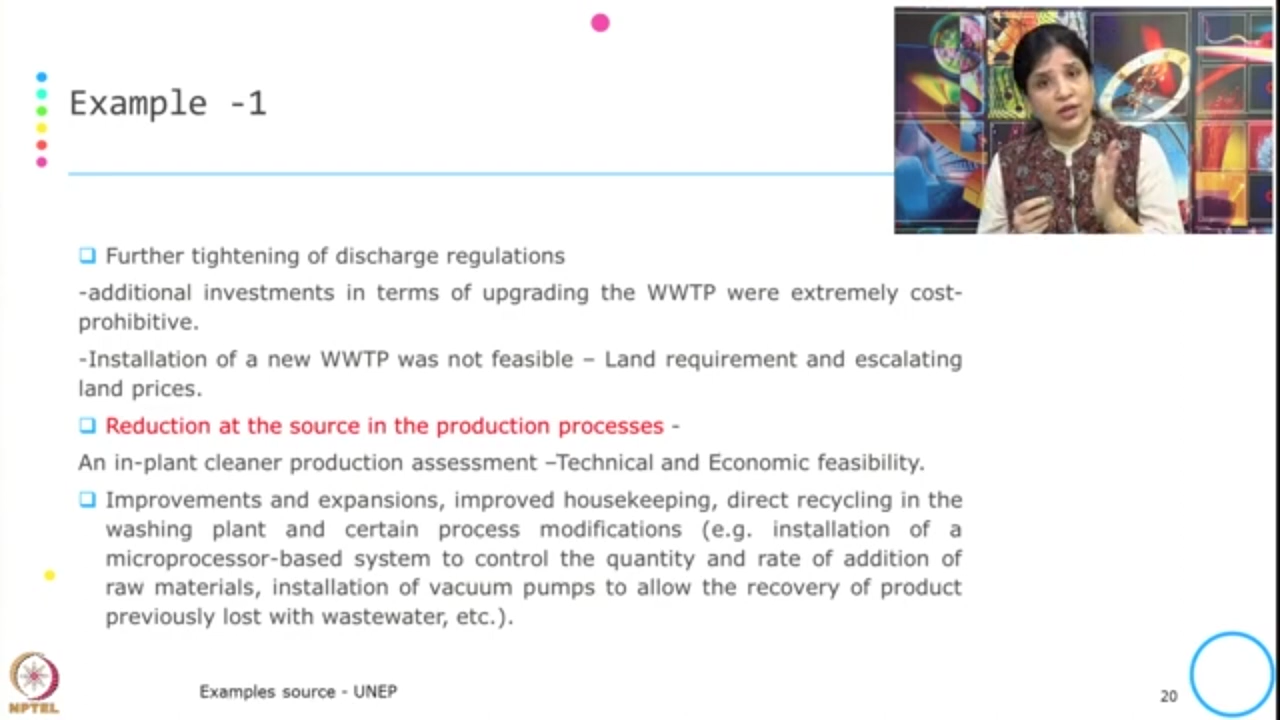 Example -1
Further tightening of discharge regulations
-additional investments in terms of upgrading the WWTP were extremely cost-
prohibitive.
-Installation of a new WWTP was not feasible – Land requirement and escalating
land prices.
Reduction at the source in the production processes -
An in-plant cleaner production assessment –Technical and Economic feasibility.
Improvements and expansions, improved housekeeping, direct recycling in the
washing plant and certain process modifications (e.g. installation of a
microprocessor-based system to control the quantity and rate of addition of
raw materials, installation of vacuum pumps to allow the recovery of product
previously lost with wastewater, etc.).
NPTEL
Examples source - UNEP
20